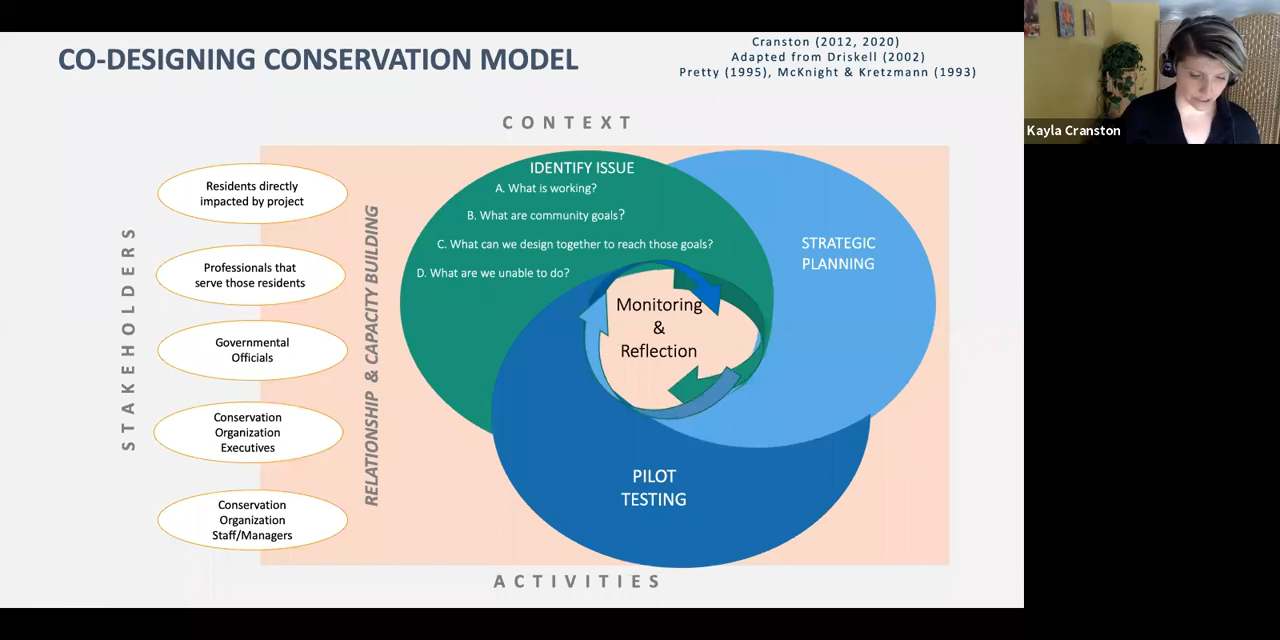 CO-DESIGNING CONSERVATION MODEL
Cranston (2012, 2020)
Adapted from Driskell (2002)
Pretty (1995), McKnight & Kretzmann (1993)
Kayla Cranston
CONTEXT
STAKEHOLDERS
Residents directly
impacted by project
Professionals that
serve those residents
Governmental
Officials
Conservation
Organization
Executives
Conservation
Organization
Staff/Managers
RELATIONSHIP & CAPACITY BUILDING
IDENTIFY ISSUE
A. What is working?
B. What are community goals?
C. What can we design together to reach those goals?
D. What are we unable to do?
STRATEGIC
PLANNING
Monitoring
&
Reflection
PILOT
TESTING
ACTIVITIES